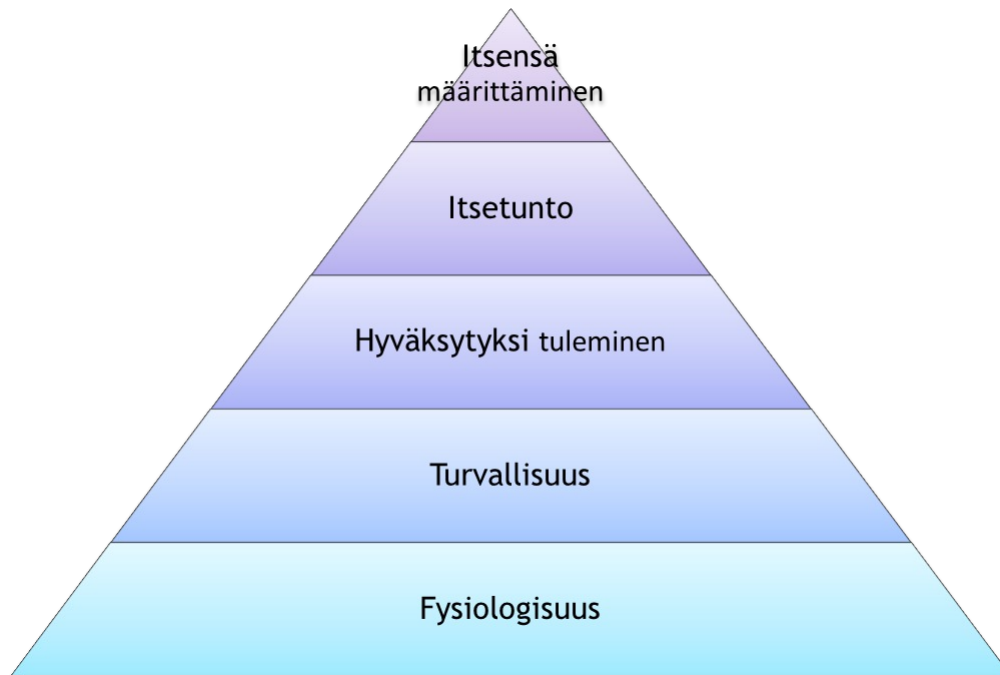 Itsensä
määrittäminen
Itsetunto
Hyväksytyksi tuleminen
Turvallisuus
Fysiologisuus